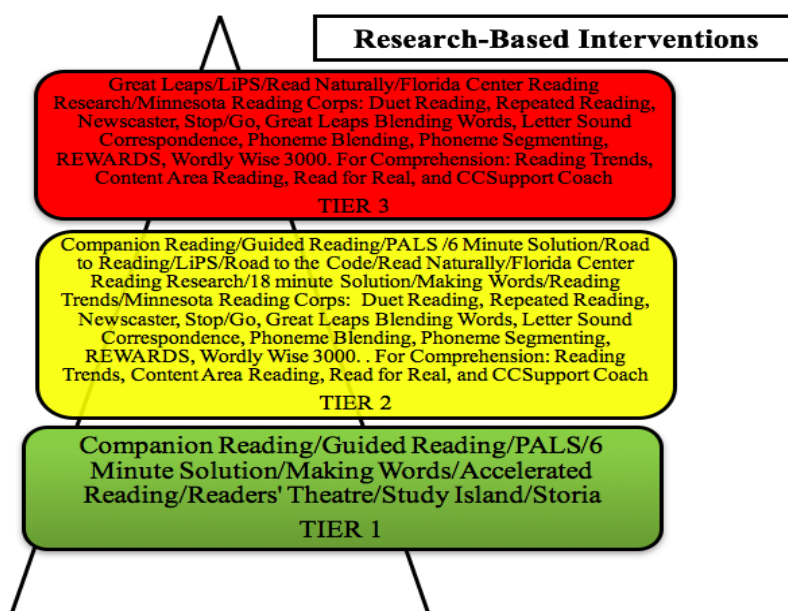 Research-Based Interventions
Great Leaps/LiPS/Read Naturally/Florida Center Reading
Research/Minnesota Reading Corps: Duet Reading, Repeated Reading,
Newscaster, Stop/Go, Great Leaps Blending Words, Letter Sound
Correspondence, Phoneme Blending, Phoneme Segmenting,
REWARDS, Wordly Wise 3000. For Comprehension: Reading Trends,
Content Area Reading, Read for Real, and CCSupport Coach
TIER 3
Companion Reading/Guided Reading/PALS /6 Minute Solution/Road
to Reading/LiPS/Road to the Code/Read Naturally/Florida Center
Reading Research/18 minute Solution/Making Words/Reading
Trends/Minnesota Reading Corps:  Duet Reading, Repeated Reading,
Newscaster, Stop/Go, Great Leaps Blending Words, Letter Sound
Correspondence, Phoneme Blending, Phoneme Segmenting,
REWARDS, Wordly Wise 3000. . For Comprehension: Reading
Trends, Content Area Reading, Read for Real, and CCSupport Coach
TIER 2
Companion Reading/Guided Reading/PALS/6
Minute Solution/Making Words/Accelerated
Reading/Readers' Theatre/Study Island/Storia
TIER 1